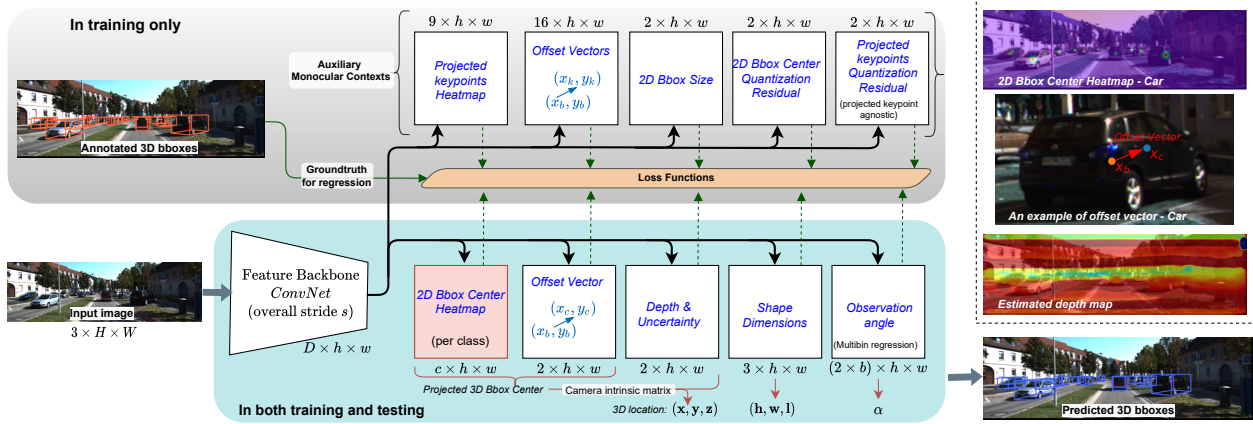 In training only
Annotated 3D bboxes
Groundtruth
for regression
Auxiliary
Monocular Contexts
9 × h × w
Projected
keypoints
Heatmap
16 × h × w
Offset Vectors
(x_k, y_k)
(x_b, y_b)
2 × h × w
2D Bbox Size
2 × h × w
2D Bbox Center
Quantization
Residual
2 × h × w
Projected
keypoints
Quantization
Residual
(projected keypoint
agnostic)
Loss Functions
Input image
3 × H × W
Feature Backbone
ConvNet
(overall stride s)
D × h × w
2D Bbox Center
Heatmap
(per class)
c × h × w
Offset Vector
(x_c, y_c)
(x_b, y_b)
2 × h × w
Depth &
Uncertainty
2 × h × w
Shape
Dimensions
3 × h × w
Observation
angle
(Multibin regression)
(2 × b) × h × w
Projected 3D Bbox Center
Camera intrinsic matrix
3D location: (x, y, z)
(h, w, l)
α
In both training and testing
2D Bbox Center Heatmap - Car
Offset Vector
x_b
x_c
An example of offset vector - Car
Estimated depth map
Predicted 3D bboxes